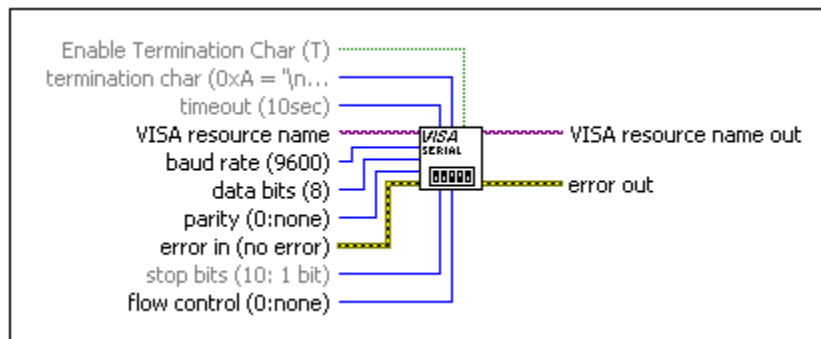 Enable Termination Char (T)
termination char (0xA = "\n...
timeout (10sec)
VISA resource name
VISA
SERIAL
VISA resource name out
baud rate (9600)
data bits (8)
error out
parity (0:none)
error in (no error)
stop bits (10: 1 bit)
flow control (0:none)